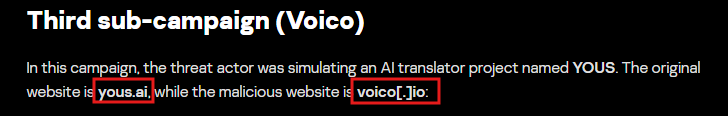 Third sub-campaign (Voico)
In this campaign, the threat actor was simulating an AI translator project named YOUS. The original
website is yous.ai, while the malicious website is voico[.]io: